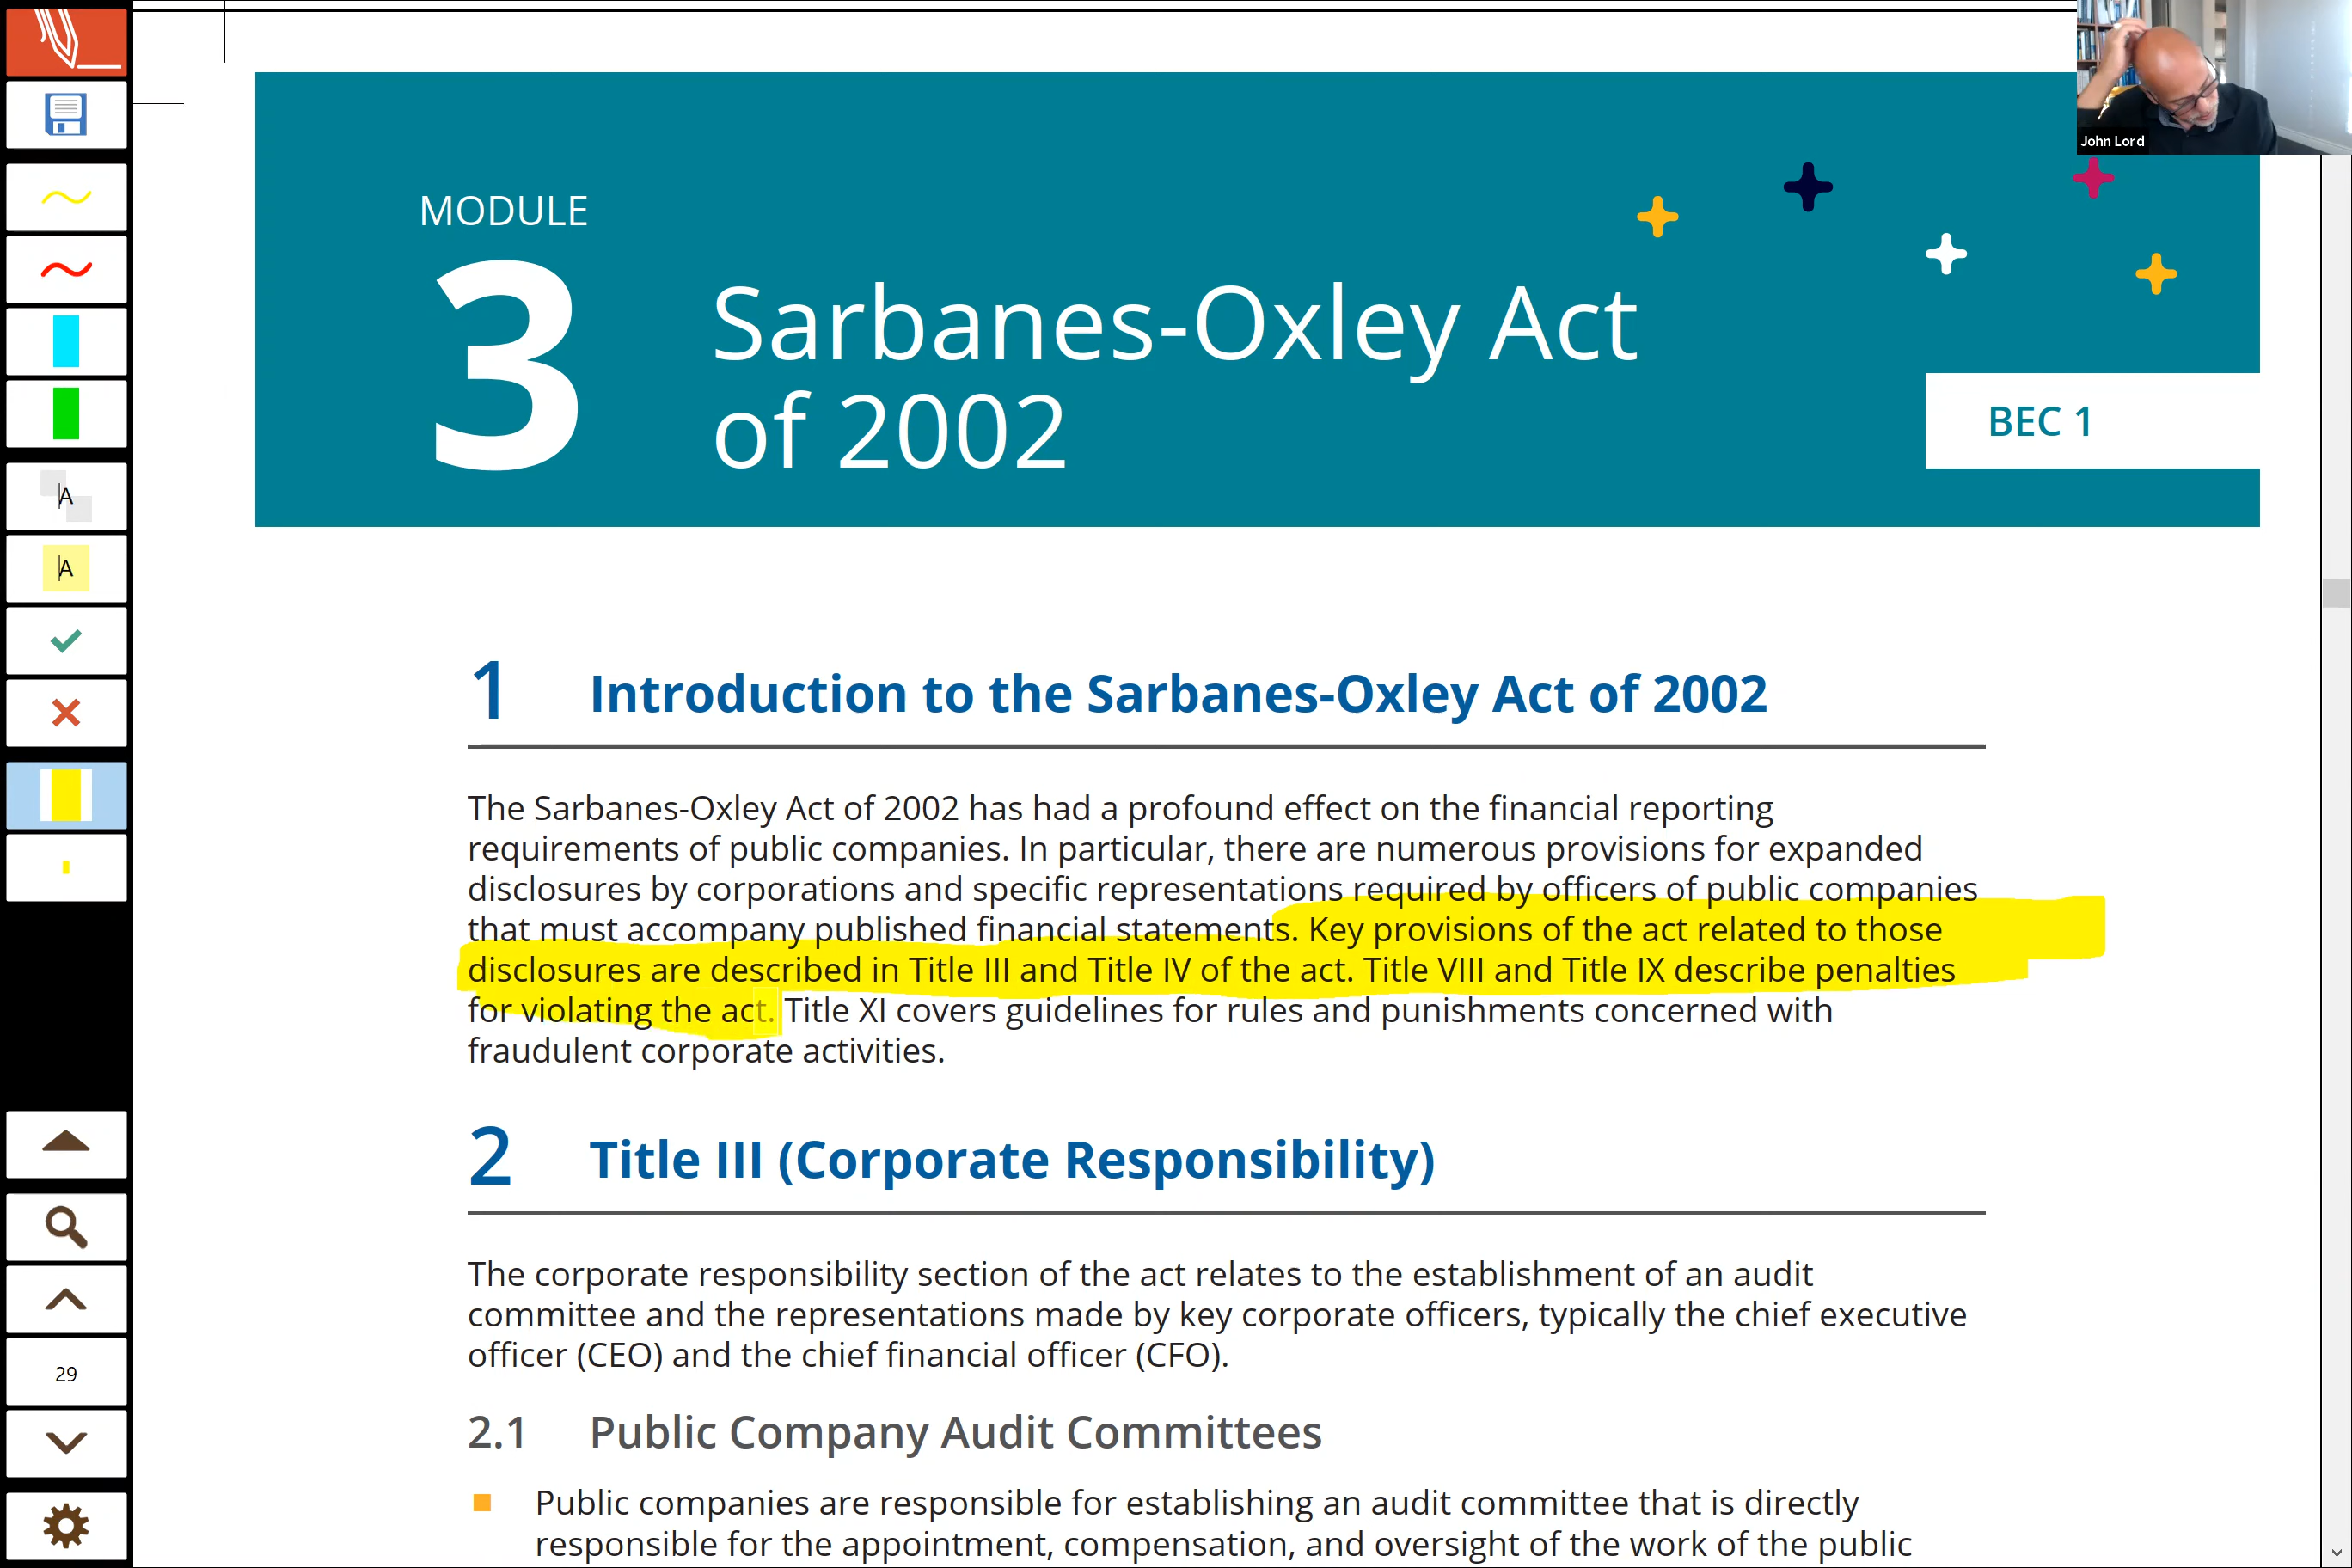 John Lord
MODULE
3
Sarbanes-Oxley Act
of 2002
BEC 1
1 Introduction to the Sarbanes-Oxley Act of 2002
The Sarbanes-Oxley Act of 2002 has had a profound effect on the financial reporting
requirements of public companies. In particular, there are numerous provisions for expanded
disclosures by corporations and specific representations required by officers of public companies
that must accompany published financial statements. Key provisions of the act related to those
disclosures are described in Title III and Title IV of the act. Title VIII and Title IX describe penalties
for violating the act. Title XI covers guidelines for rules and punishments concerned with
fraudulent corporate activities.
2 Title III (Corporate Responsibility)
The corporate responsibility section of the act relates to the establishment of an audit
committee and the representations made by key corporate officers, typically the chief executive
officer (CEO) and the chief financial officer (CFO).
2.1 Public Company Audit Committees
Public companies are responsible for establishing an audit committee that is directly
responsible for the appointment, compensation, and oversight of the work of the public
A
A
29